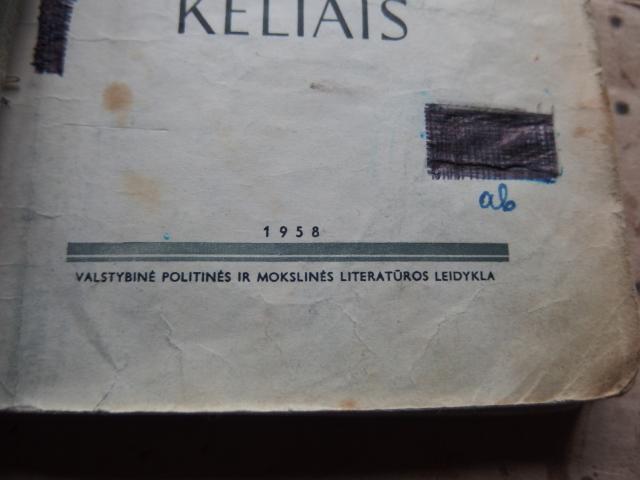 KELIAIS
ab
1958
VALSTYBINĖ POLITINĖS IR MOKSLINĖS LITERATŪROS LEIDYKLA